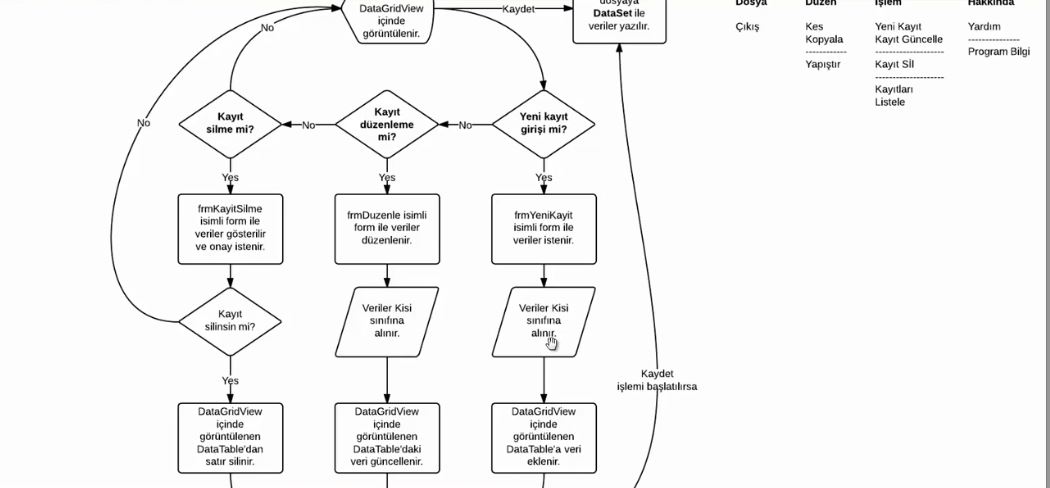 DataGridView
içinde
görüntülenir.
Kaydet
dosyaya
DataSet ile
veriler yazılır.
Dosya
Çıkış
Düzen
Kes
Kopyala
------------
Yapıştır
İşlem
Yeni Kayıt
Kayıt Güncelle
--------------------
Kayıt Sİl
--------------------
Kayıtları
Listele
Hakkında
Yardım
---------------
Program Bilgi
No
No
Kayıt
silme mi?
No
Kayıt
düzenleme
mi?
No
Yeni kayıt
girişi mi?
Yes
Yes
Yes
frmKayitSilme
isimli form ile
veriler gösterilir
ve onay istenir.
frmDuzenle isimli
form ile veriler
düzenlenir.
frmYeniKayit
isimli form ile
veriler istenir.
Kayıt
silinsin mi?
Veriler Kisi
sınıfına
alınır.
Veriler Kisi
sınıfına
alınır.
Yes
Kaydet
işlemi başlatılırsa
DataGridView
içinde
görüntülenen
DataTable'dan
satır silinir.
DataGridView
içinde
görüntülenen
DataTable'daki
veri güncellenir.
DataGridView
içinde
görüntülenen
DataTable'a veri
eklenir.